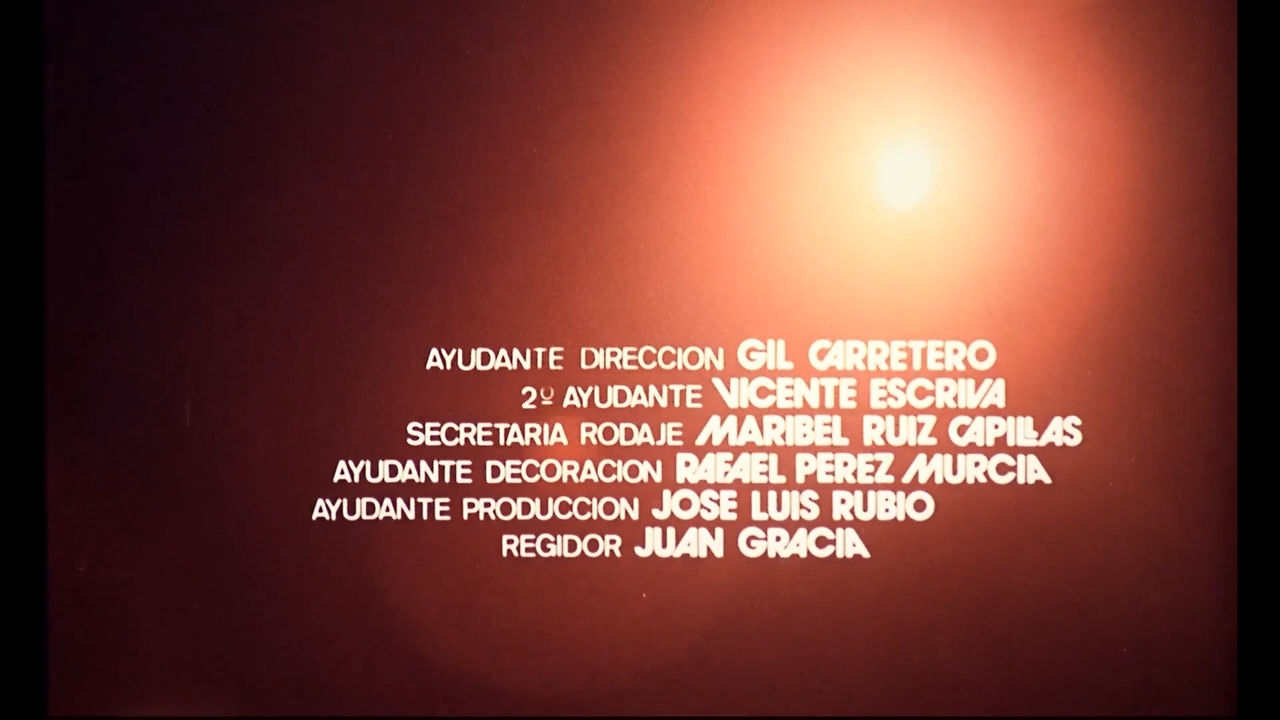 AYUDANTE DIRECCION GIL CARRETERO
2º AYUDANTE VICENTE ESCRIVA
SECRETARIA RODAJE MARIBEL RUIZ CAPILLAS
AYUDANTE DECORACION RAFAEL PEREZ MURCIA
AYUDANTE PRODUCCION JOSE LUIS RUBIO
REGIDOR JUAN GRACIA